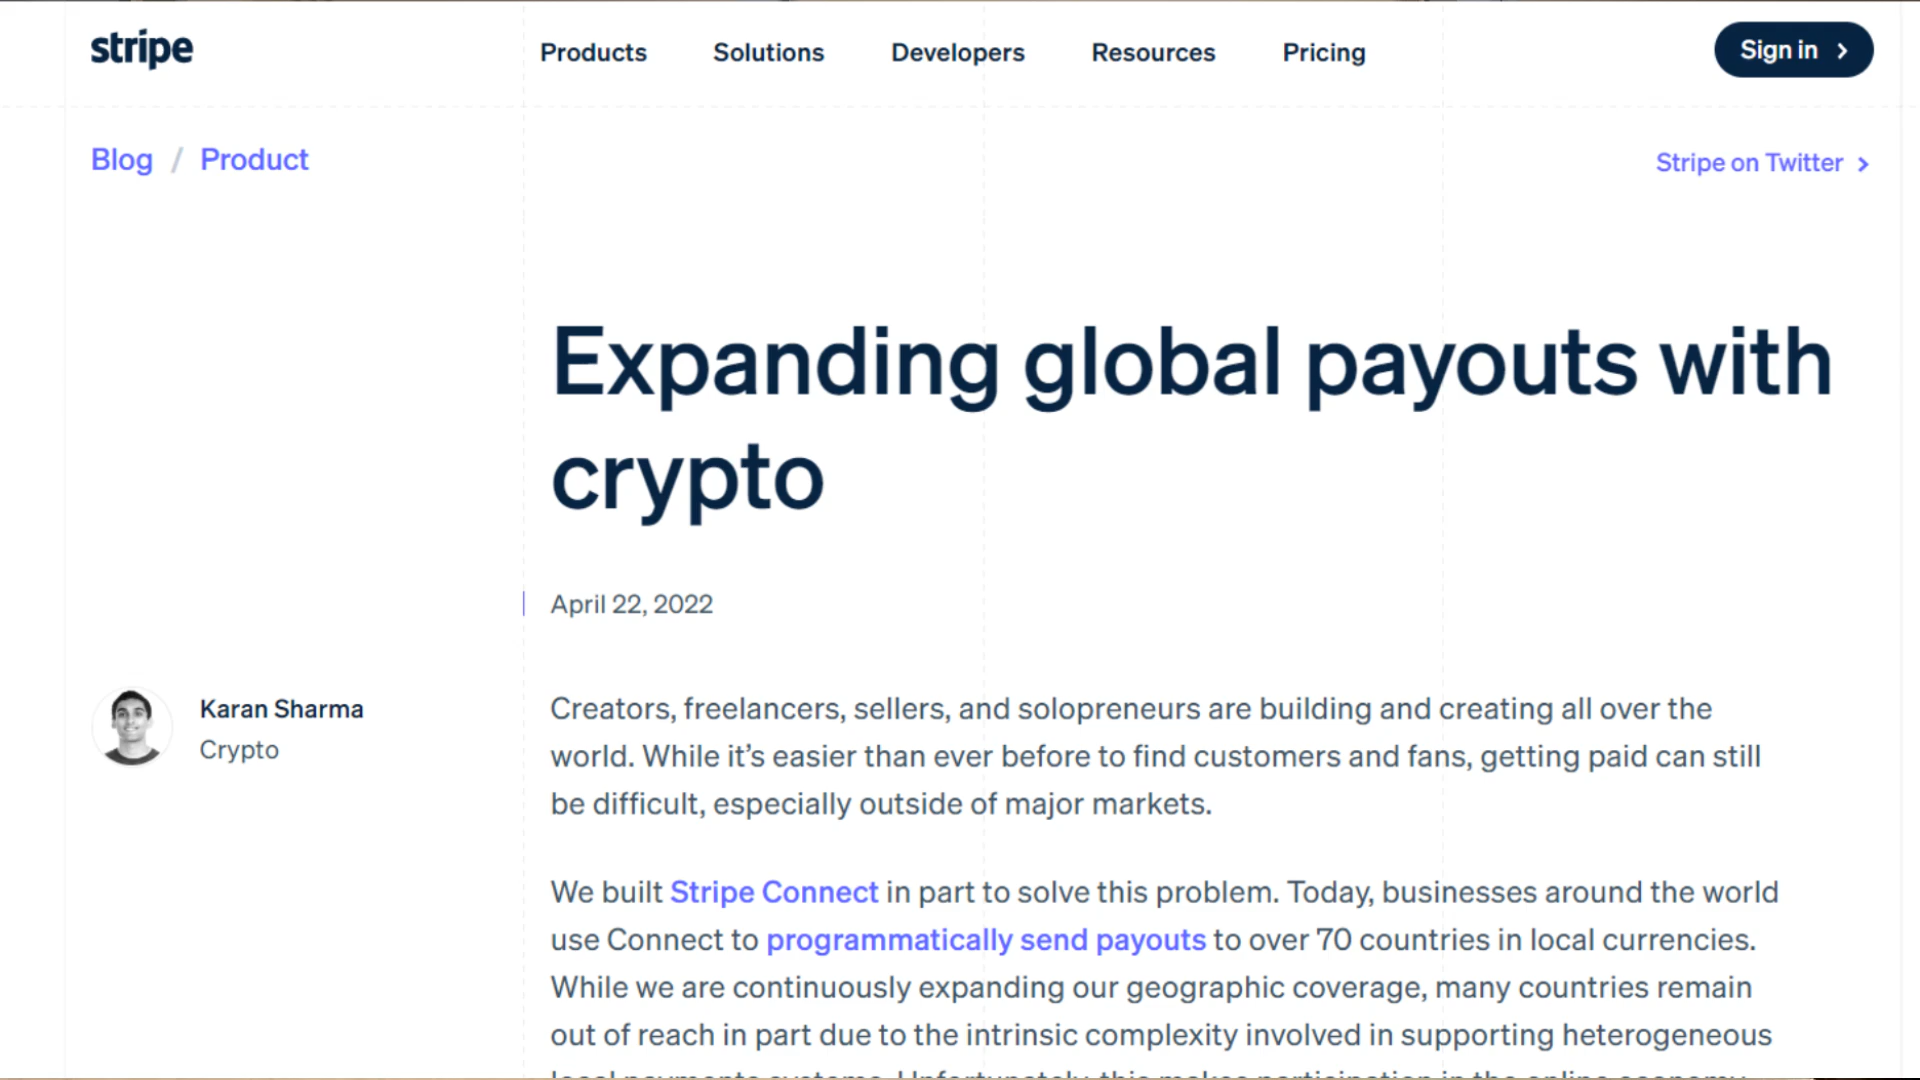 stripe
Products
Solutions
Developers
Resources
Pricing
Sign in
Blog / Product
Stripe on Twitter
Expanding global payouts with
crypto
April 22, 2022
Karan Sharma
Crypto
Creators, freelancers, sellers, and solopreneurs are building and creating all over the
world. While it’s easier than ever before to find customers and fans, getting paid can still
be difficult, especially outside of major markets.
We built Stripe Connect in part to solve this problem. Today, businesses around the world
use Connect to programmatically send payouts to over 70 countries in local currencies.
While we are continuously expanding our geographic coverage, many countries remain
out of reach in part due to the intrinsic complexity involved in supporting heterogeneous